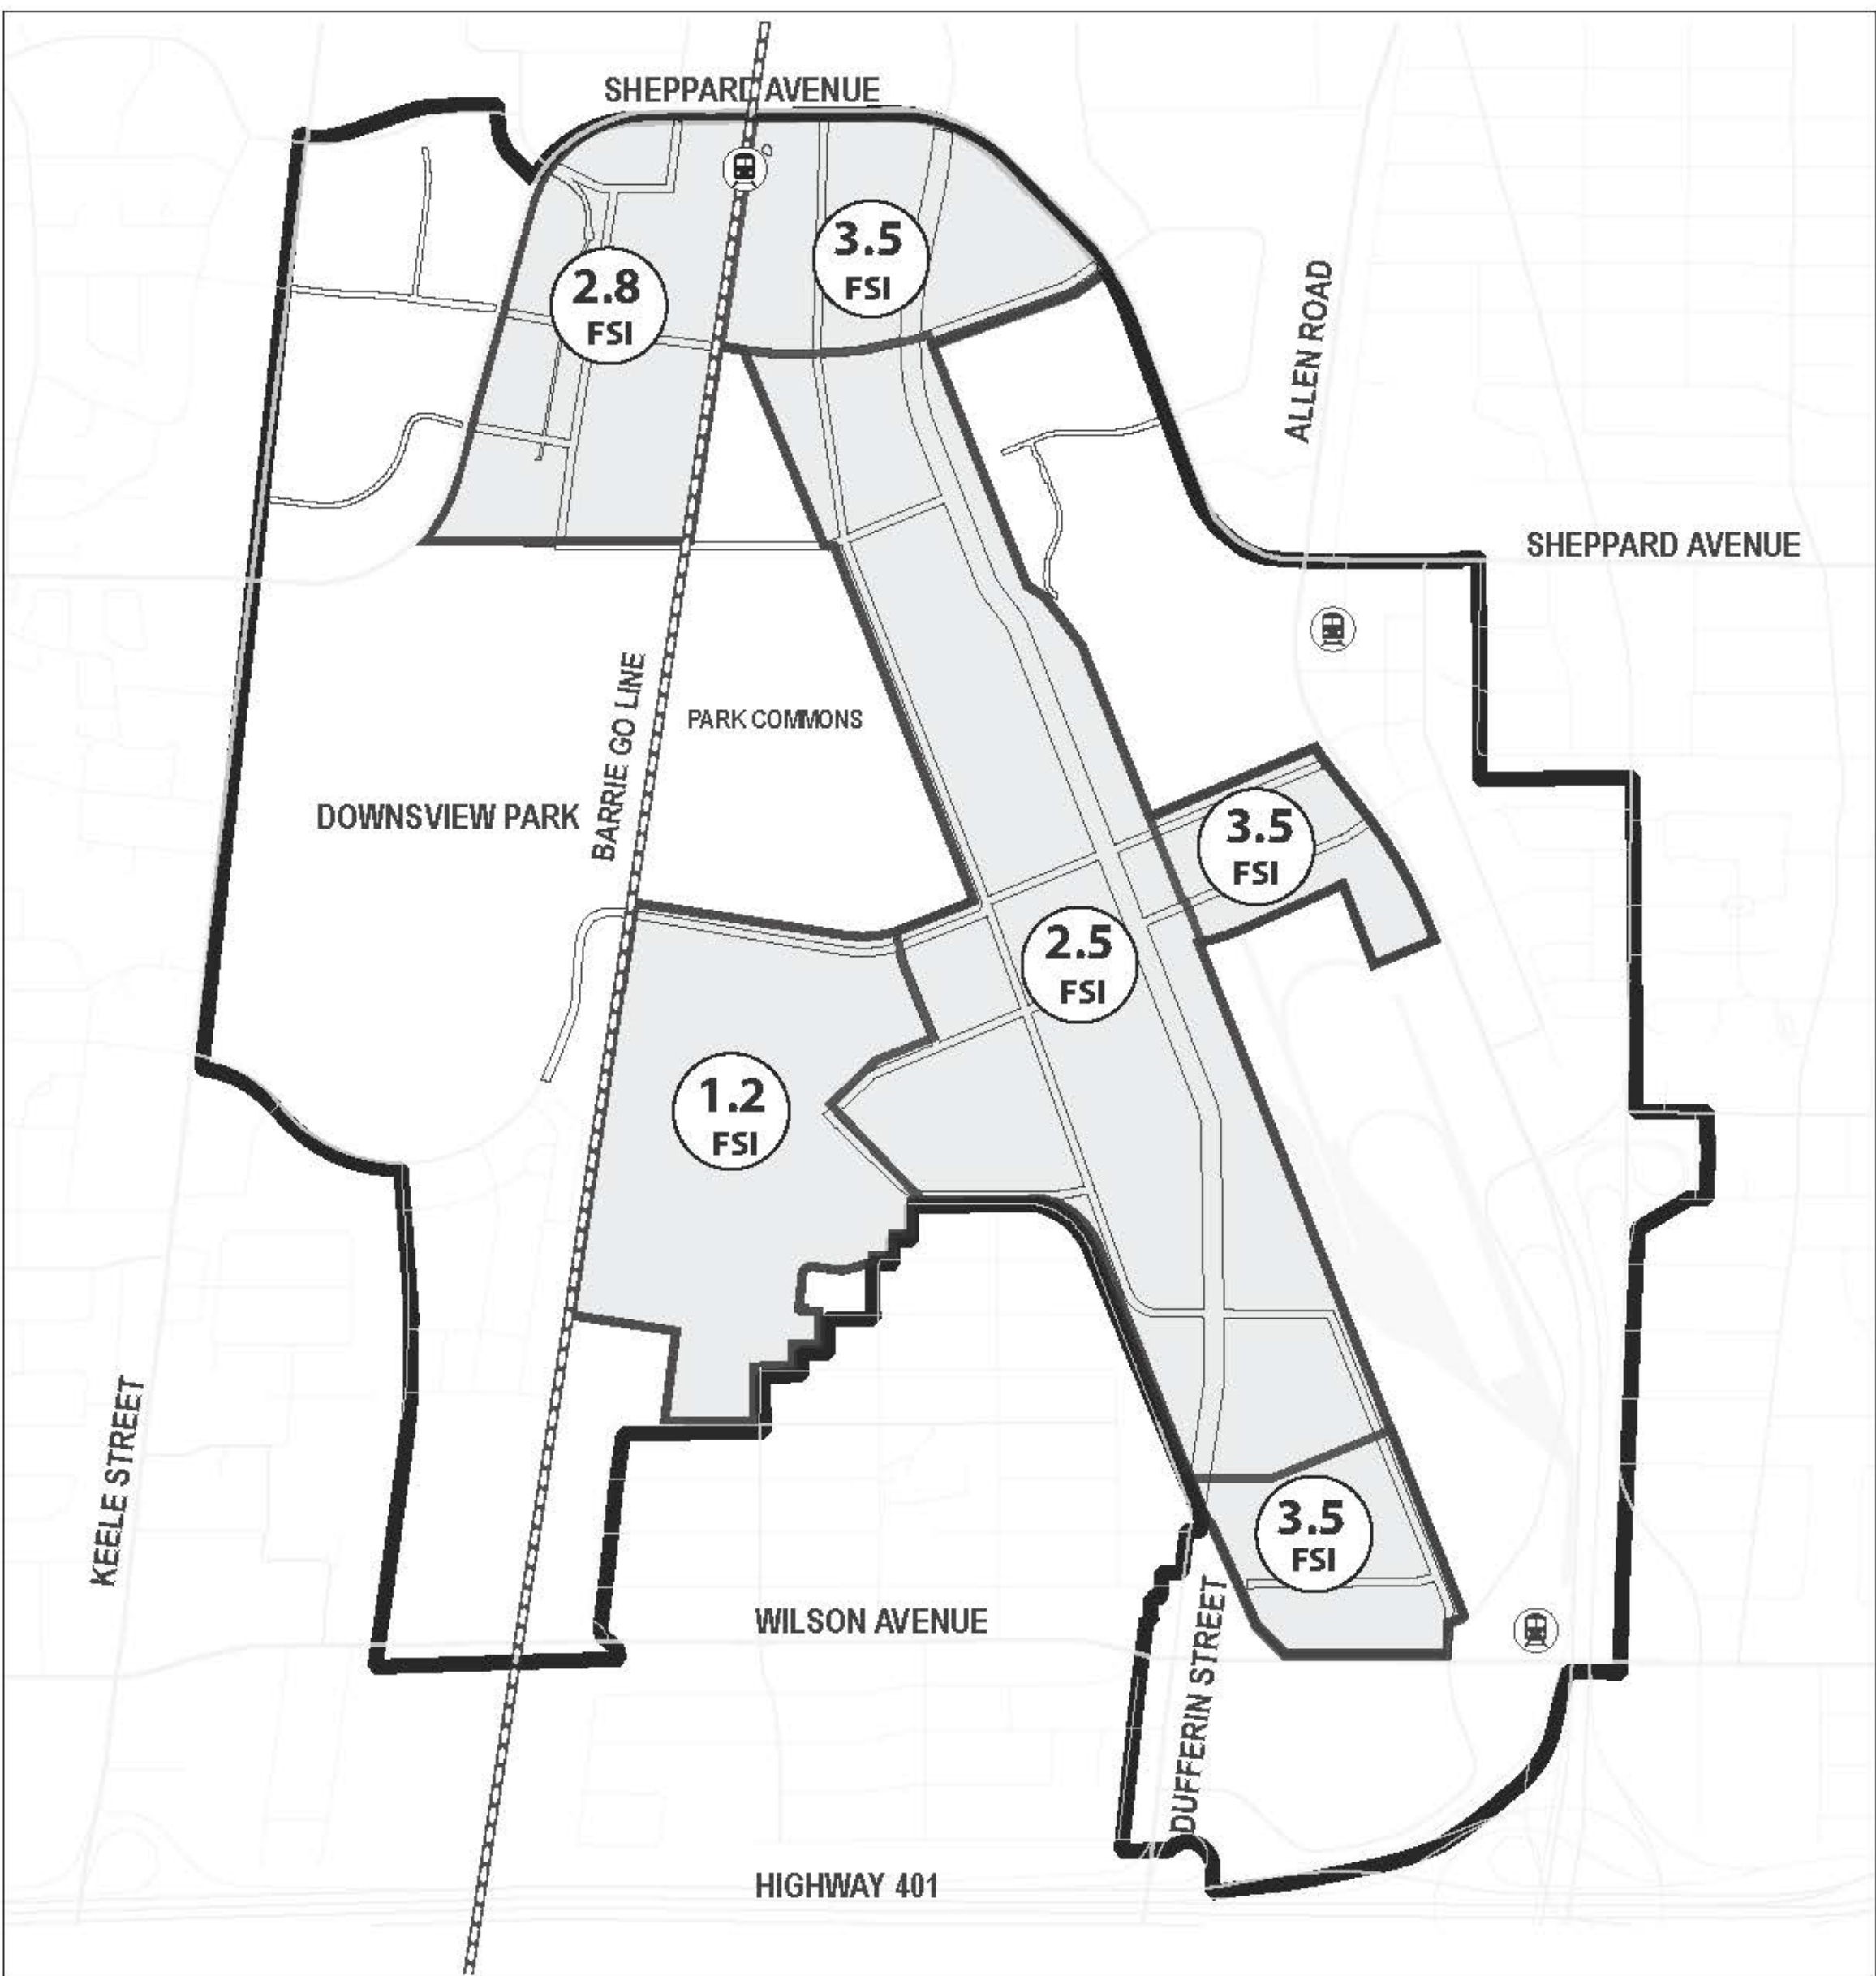 SHEPPARD AVENUE
3.5
FSI
2.8
FSI
ALLEN ROAD
SHEPPARD AVENUE
BARRIE GO LINE
PARK COMMONS
DOWNSVIEW PARK
3.5
FSI
2.5
FSI
1.2
FSI
KEELE STREET
3.5
FSI
WILSON AVENUE
DUFFERIN STREET
HIGHWAY 401